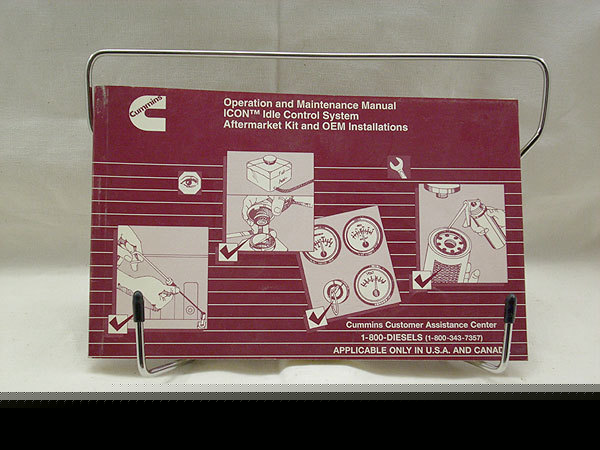 Cummins
Operation and Maintenance Manual
ICON™ Idle Control System
Aftermarket Kit and OEM Installations
Cummins Customer Assistance Center
1-800-DIESELS (1-800-343-7357)
APPLICABLE ONLY IN U.S.A. AND CANAD